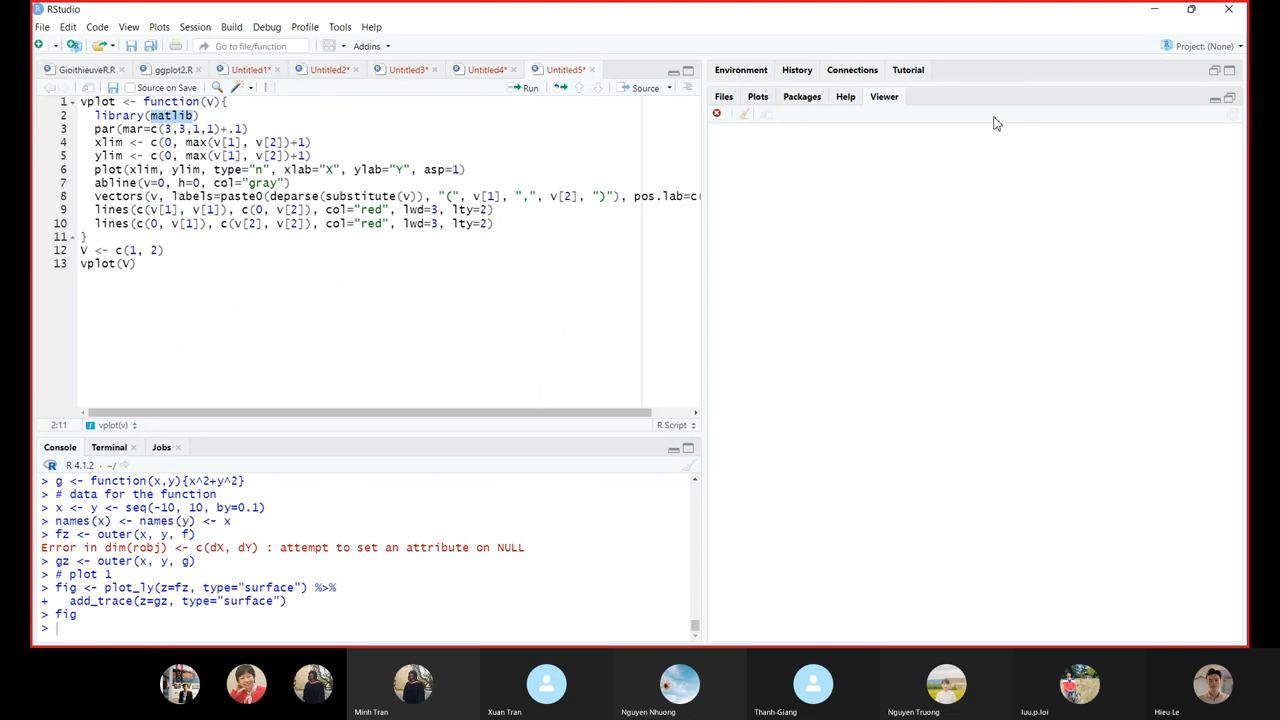 RStudio
File Edit Code View Plots Session Build Debug Profile Tools Help
Go to file/function Addins Project: (None)
GioithieuveR.R ggplot2.R Untitled1* Untitled2* Untitled3* Untitled4* Untitled5*
Source on Save Run Source
1 vplot <- function(v){
2 library(matlib)
3 par(mar=c(3,3,1,1)+.1)
4 xlim <- c(0, max(v[1], v[2])+1)
5 ylim <- c(0, max(v[1], v[2])+1)
6 plot(xlim, ylim, type="n", xlab="X", ylab="Y", asp=1)
7 abline(v=0, h=0, col="gray")
8 vectors(v, labels=paste0(deparse(substitute(v)), "(", v[1], ",", v[2], ")"), pos.lab=c(
9 lines(c(v[1], v[1]), c(0, v[2]), col="red", lwd=3, lty=2)
10 lines(c(0, v[1]), c(v[2], v[2]), col="red", lwd=3, lty=2)
11 }
12 V <- c(1, 2)
13 vplot(V)
2:11 vplot(v) R Script
Console Terminal Jobs
R 4.1.2 · ~/
> g <- function(x,y){x^2+y^2}
> # data for the function
> x <- y <- seq(-10, 10, by=0.1)
> names(x) <- names(y) <- x
> fz <- outer(x, y, f)
Error in dim(robj) <- c(dX, dY) : attempt to set an attribute on NULL
> gz <- outer(x, y, g)
> # plot 1
> fig <- plot_ly(z=fz, type="surface") %>%
+ add_trace(z=gz, type="surface")
> fig
>
Environment History Connections Tutorial
Files Plots Packages Help Viewer
Minh Tran Xuan Tran Nguyen Nhuong Thanh-Giang Nguyen Truong luu.p.loi Hieu Le